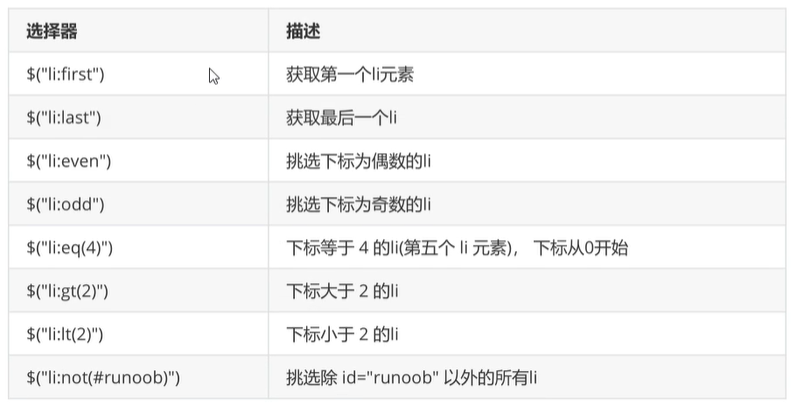 选择器 描述
$("li:first") 获取第一个li元素
$("li:last") 获取最后一个li
$("li:even") 挑选下标为偶数的li
$("li:odd") 挑选下标为奇数的li
$("li:eq(4)") 下标等于 4 的li(第五个 li 元素)， 下标从0开始
$("li:gt(2)") 下标大于 2 的li
$("li:lt(2)") 下标小于 2 的li
$("li:not(#runoob)") 挑选除 id="runoob" 以外的所有li